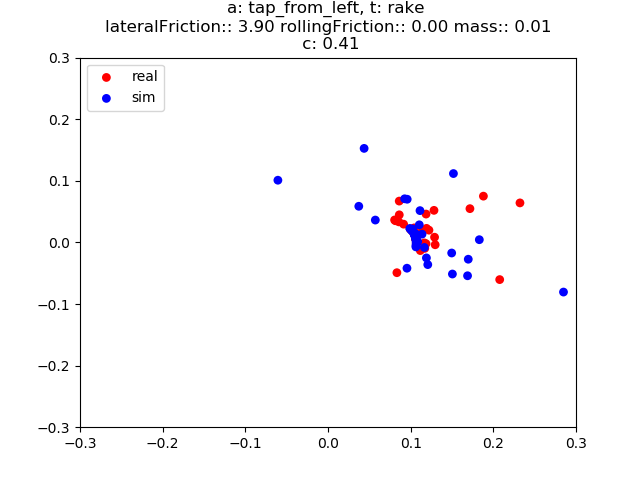 a: tap_from_left, t: rake
lateralFriction:: 3.90 rollingFriction:: 0.00 mass:: 0.01
c: 0.41
real
sim
0.3
0.2
0.1
0.0
−0.1
−0.2
−0.3
−0.3 −0.2 −0.1 0.0 0.1 0.2 0.3